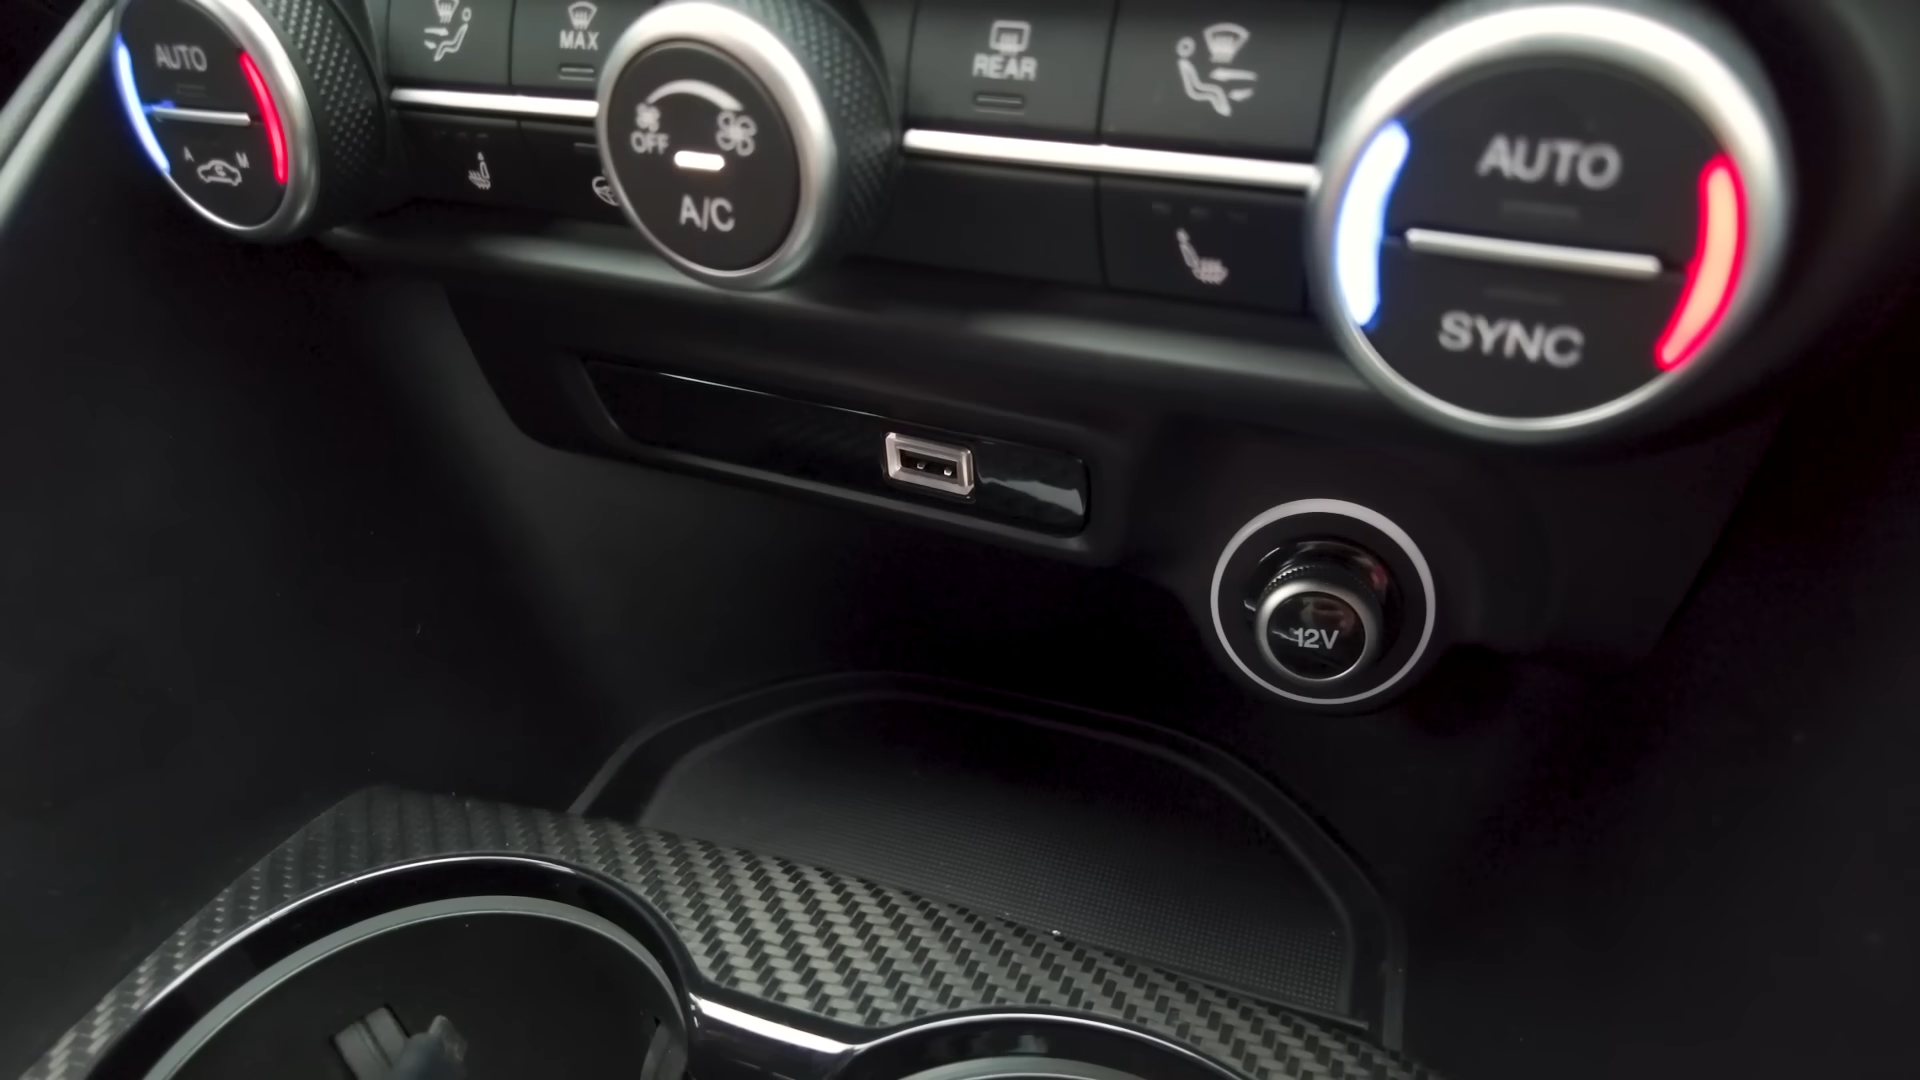 AUTO
A M
MAX
OFF
A/C
REAR
AUTO
SYNC
12V